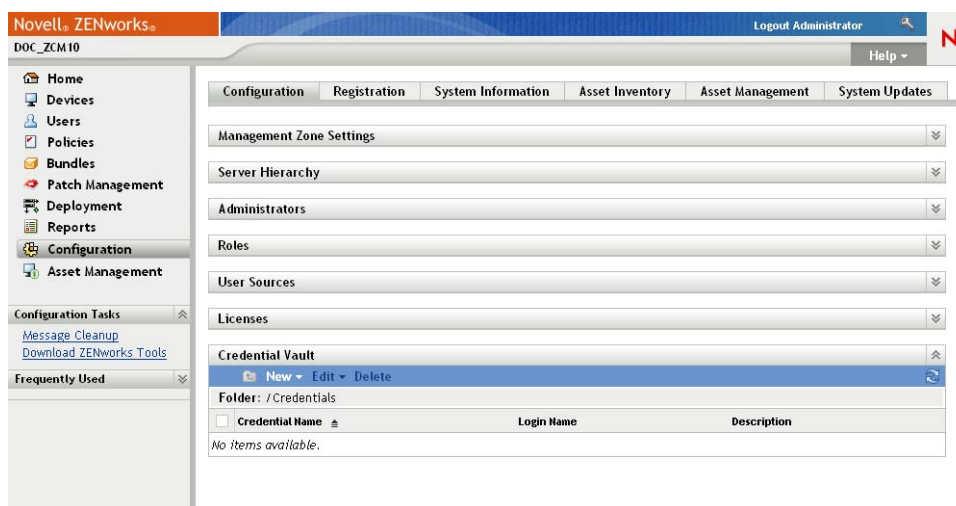 Novell® ZENworks®
Logout Administrator
N
DOC_ZCM10
Help
Home
Devices
Users
Policies
Bundles
Patch Management
Deployment
Reports
Configuration
Asset Management
Configuration Tasks
Message Cleanup
Download ZENworks Tools
Frequently Used
Configuration Registration System Information Asset Inventory Asset Management System Updates
Management Zone Settings
Server Hierarchy
Administrators
Roles
User Sources
Licenses
Credential Vault
New Edit Delete
Folder: /Credentials
Credential Name Login Name Description
No items available.